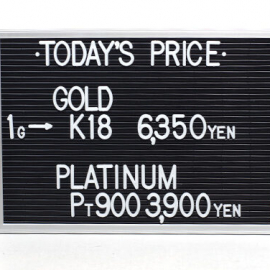 ·TODAY'S PRICE·
GOLD
1G→ K18 6,350YEN
PLATINUM
PT900 3,900YEN